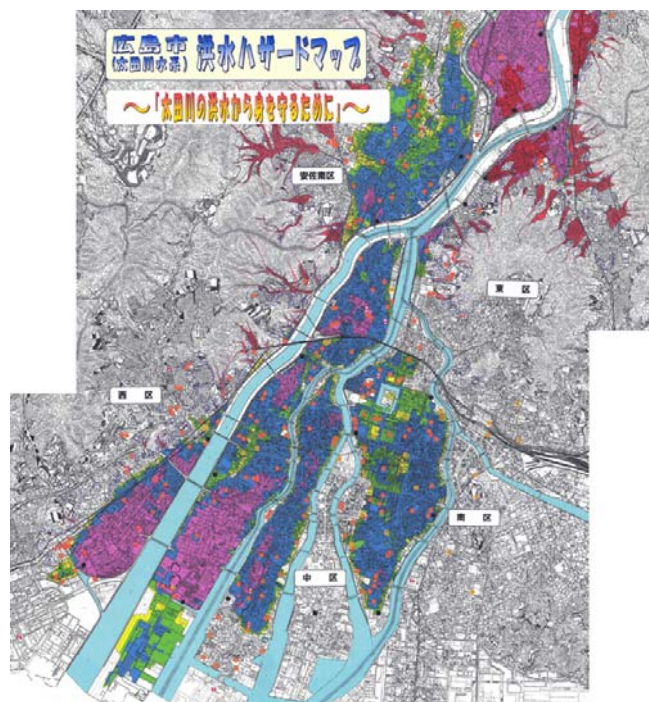 広島市 洪水ハザードマップ
(太田川水系)
～「太田川の洪水から身を守るために」～
安佐南区
東 区
西 区
南 区
中 区